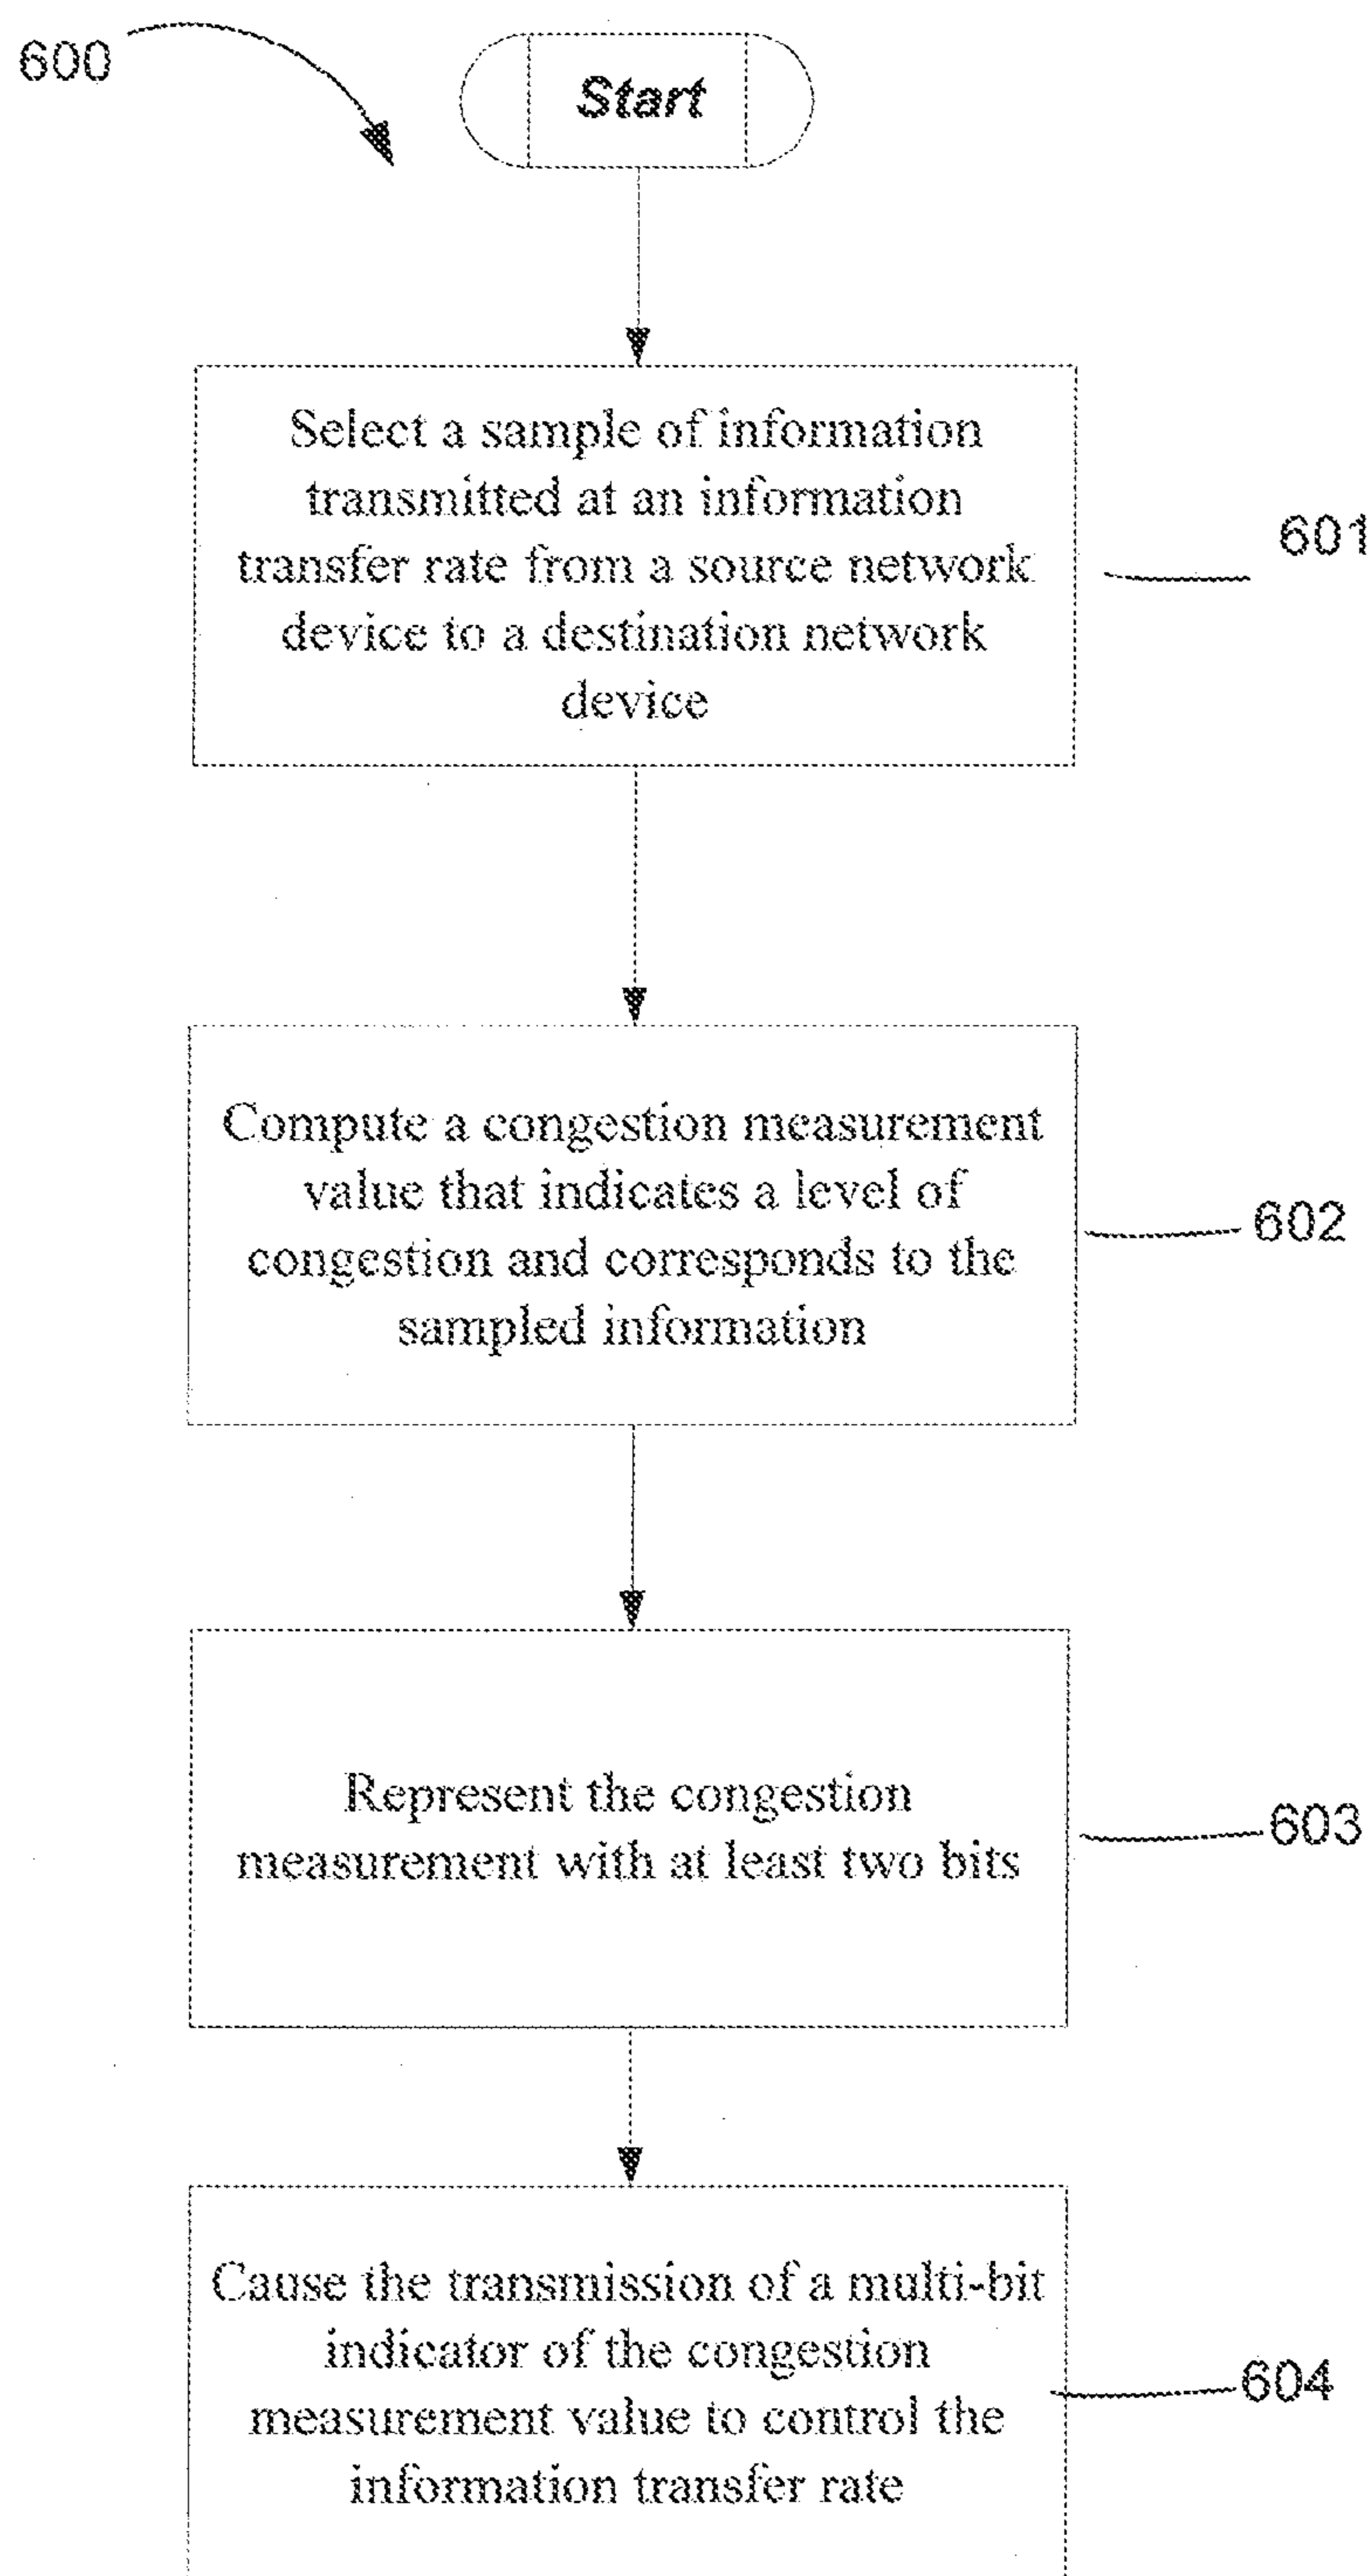 600
Start
Select a sample of information
transmitted at an information
transfer rate from a source network
device to a destination network
device
601
Compute a congestion measurement
value that indicates a level of
congestion and corresponds to the
sampled information
602
Represent the congestion
measurement with at least two bits
603
Cause the transmission of a multi-bit
indicator of the congestion
measurement value to control the
information transfer rate
604